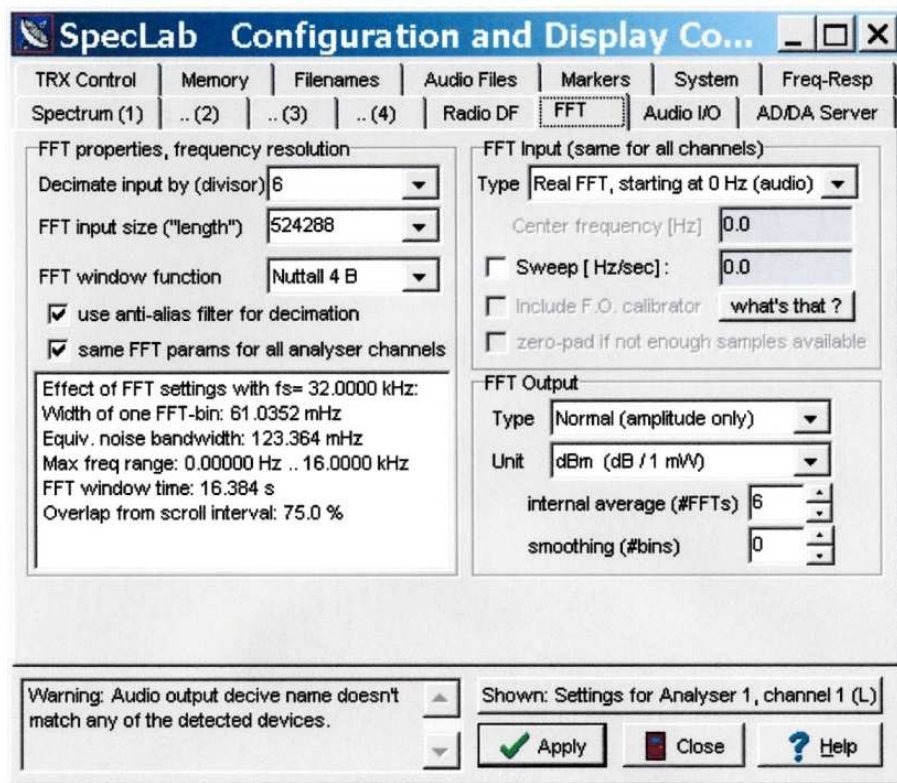 SpecLab Configuration and Display Co...
TRX Control Memory Filenames Audio Files Markers System Freq-Resp
Spectrum (1) .. (2) .. (3) .. (4) Radio DF FFT Audio I/O AD/DA Server
FFT properties, frequency resolution
Decimate input by (divisor) 6
FFT input size ("length") 524288
FFT window function Nuttall 4 B
use anti-alias filter for decimation
same FFT params for all analyser channels
Effect of FFT settings with fs= 32.0000 kHz:
Width of one FFT-bin: 61.0352 mHz
Equiv. noise bandwidth: 123.364 mHz
Max freq range: 0.00000 Hz .. 16.0000 kHz
FFT window time: 16.384 s
Overlap from scroll interval: 75.0 %
FFT Input (same for all channels)
Type Real FFT, starting at 0 Hz (audio)
Center frequency [Hz] 0.0
Sweep [ Hz/sec] : 0.0
Include F.O. calibrator what's that ?
zero-pad if not enough samples available
FFT Output
Type Normal (amplitude only)
Unit dBm (dB / 1 mW)
internal average (#FFTs) 6
smoothing (#bins) 0
Warning: Audio output decive name doesn't
match any of the detected devices.
Shown: Settings for Analyser 1, channel 1 (L)
Apply Close Help